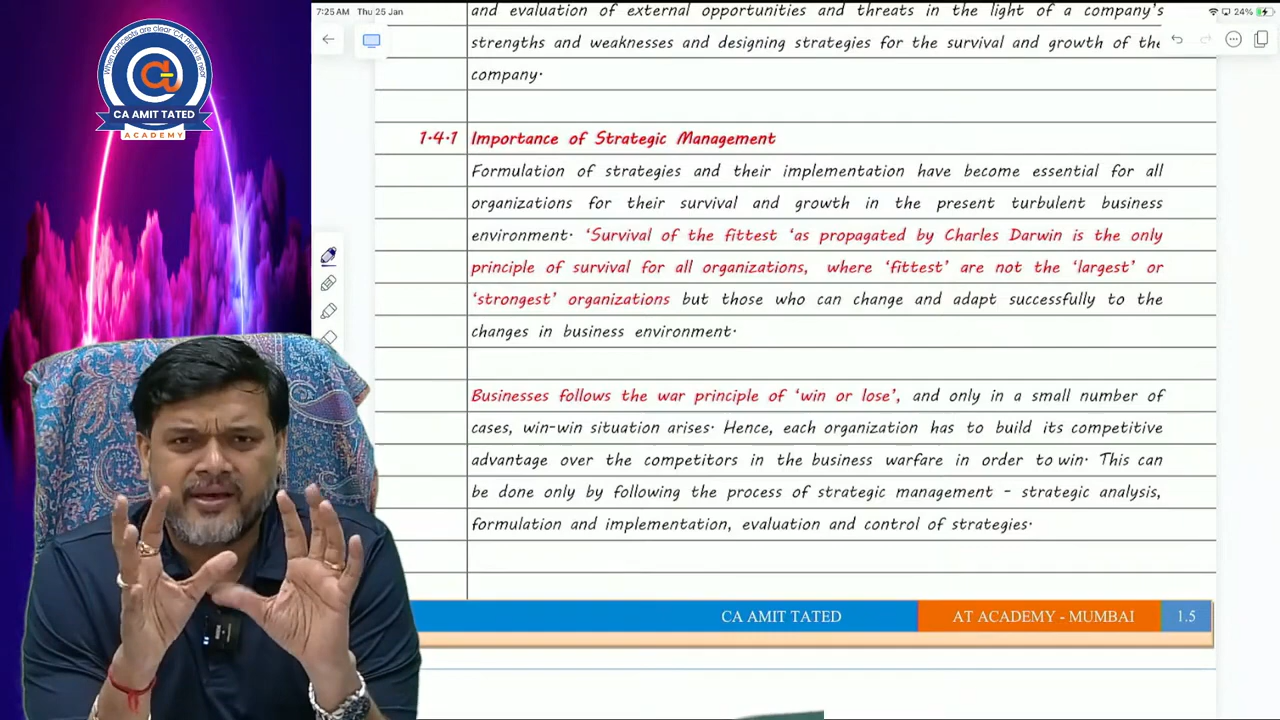 7:25 AM Thu 25 Jan
24%
When concepts are clear 'CA' Prefix is near
CA AMIT TATED
ACADEMY
and evaluation of external opportunities and threats in the light of a company's
strengths and weaknesses and designing strategies for the survival and growth of the
company.
1.4.1 Importance of Strategic Management
Formulation of strategies and their implementation have become essential for all
organizations for their survival and growth in the present turbulent business
environment. 'Survival of the fittest 'as propagated by Charles Darwin is the only
principle of survival for all organizations, where 'fittest' are not the 'largest' or
'strongest' organizations but those who can change and adapt successfully to the
changes in business environment.
Businesses follows the war principle of 'win or lose', and only in a small number of
cases, win-win situation arises. Hence, each organization has to build its competitive
advantage over the competitors in the business warfare in order to win. This can
be done only by following the process of strategic management - strategic analysis,
formulation and implementation, evaluation and control of strategies.
CA AMIT TATED
AT ACADEMY - MUMBAI
1.5